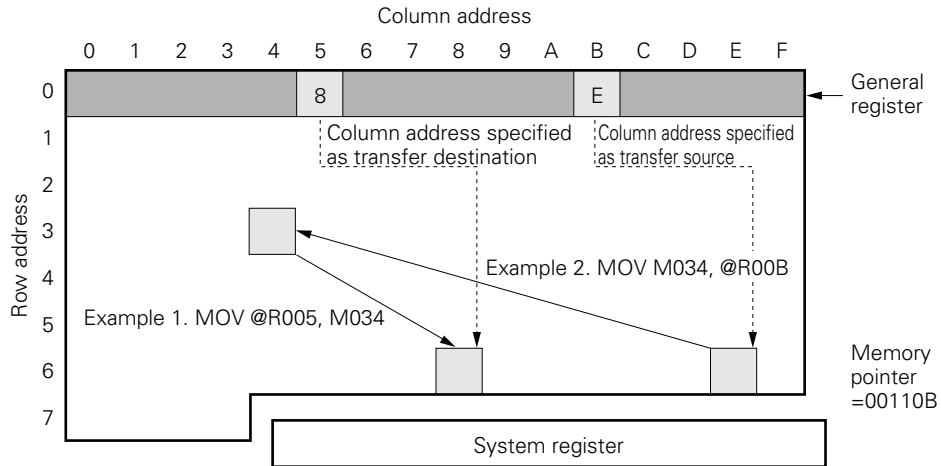 Column address
0 1 2 3 4 5 6 7 8 9 A B C D E F
0 8 E
General
register
1
Column address specified
as transfer destination
Column address specified
as transfer source
2
3
Row address
4
Example 2. MOV M034, @R00B
Example 1. MOV @R005, M034
5
6
Memory
pointer
=00110B
7
System register